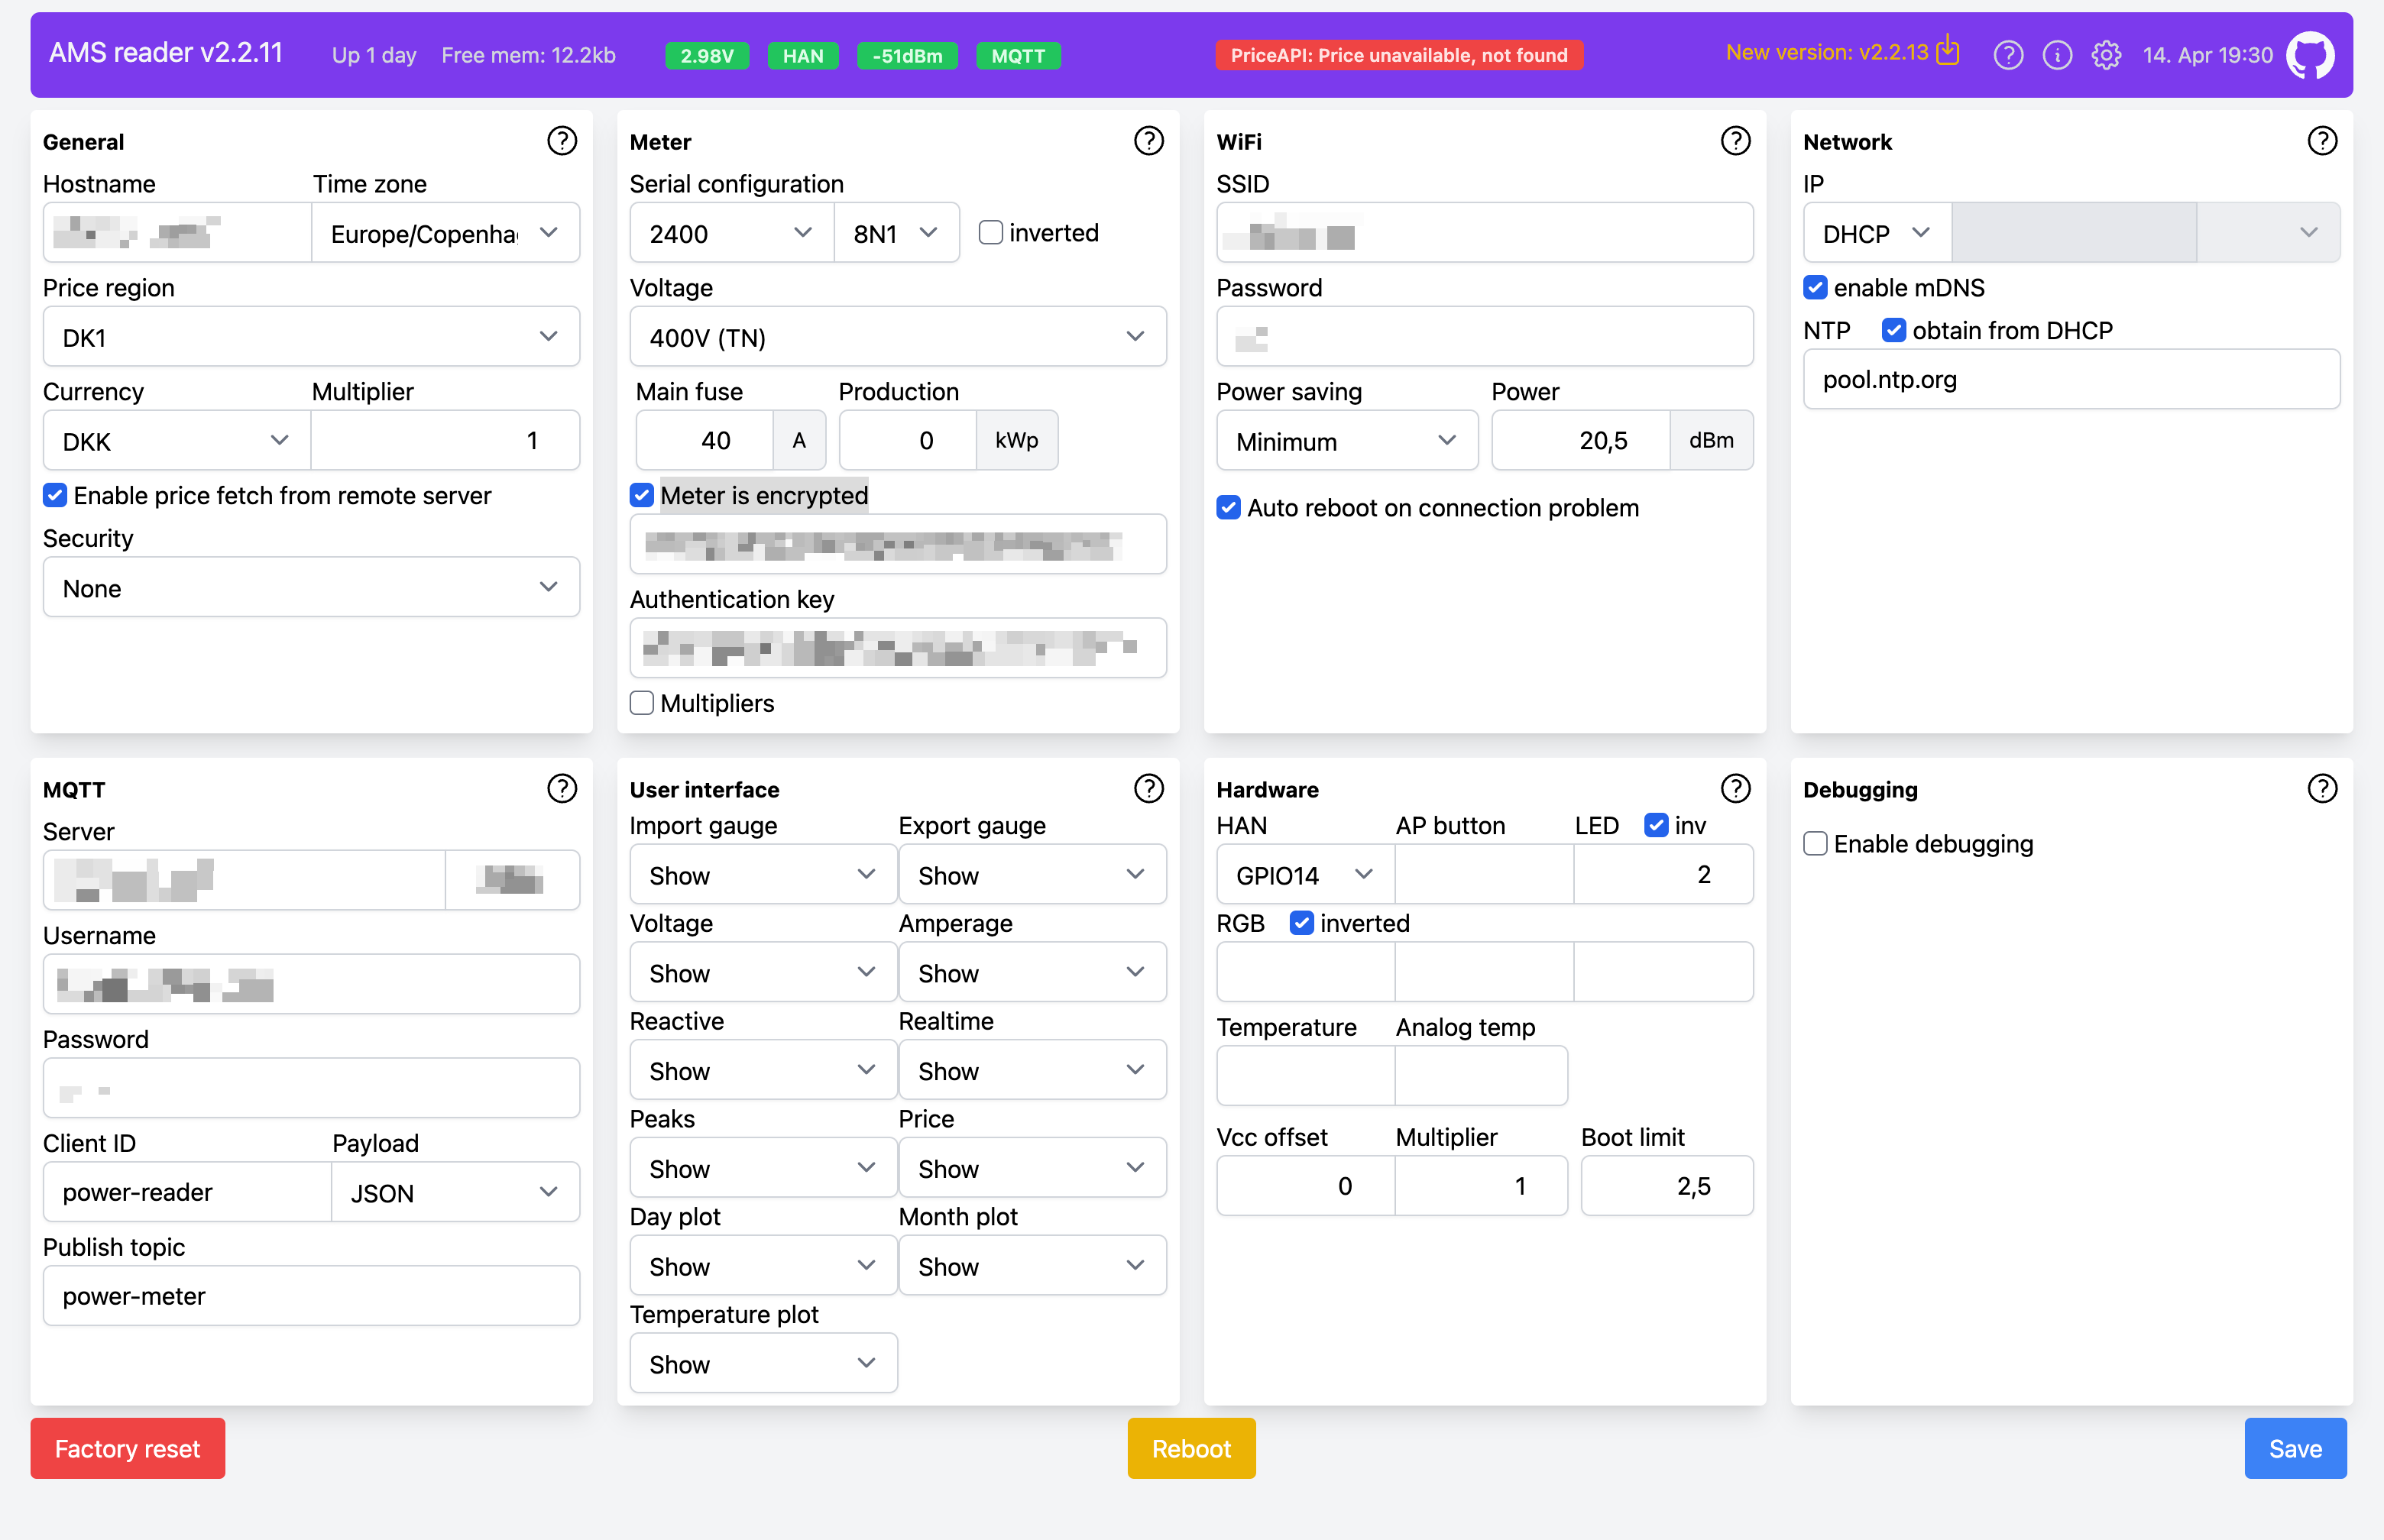 AMS reader v2.2.11 Up 1 day Free mem: 12.2kb 2.98V HAN -51dBm MQTT PriceAPI: Price unavailable, not found New version: v2.2.13 14. Apr 19:30
General
Hostname Time zone
Europe/Copenha
Price region
DK1
Currency Multiplier
DKK 1
Enable price fetch from remote server
Security
None
Meter
Serial configuration
2400 8N1 inverted
Voltage
400V (TN)
Main fuse Production
40 A 0 kWp
Meter is encrypted
Authentication key
Multipliers
WiFi
SSID
Password
Power saving Power
Minimum 20,5 dBm
Auto reboot on connection problem
Network
IP
DHCP
enable mDNS
NTP obtain from DHCP
pool.ntp.org
MQTT
Server
Username
Password
Client ID Payload
power-reader JSON
Publish topic
power-meter
User interface
Import gauge Export gauge
Show Show
Voltage Amperage
Show Show
Reactive Realtime
Show Show
Peaks Price
Show Show
Day plot Month plot
Show Show
Temperature plot
Show
Hardware
HAN AP button LED inv
GPIO14 2
RGB inverted
Temperature Analog temp
Vcc offset Multiplier Boot limit
0 1 2,5
Debugging
Enable debugging
Factory reset Reboot Save